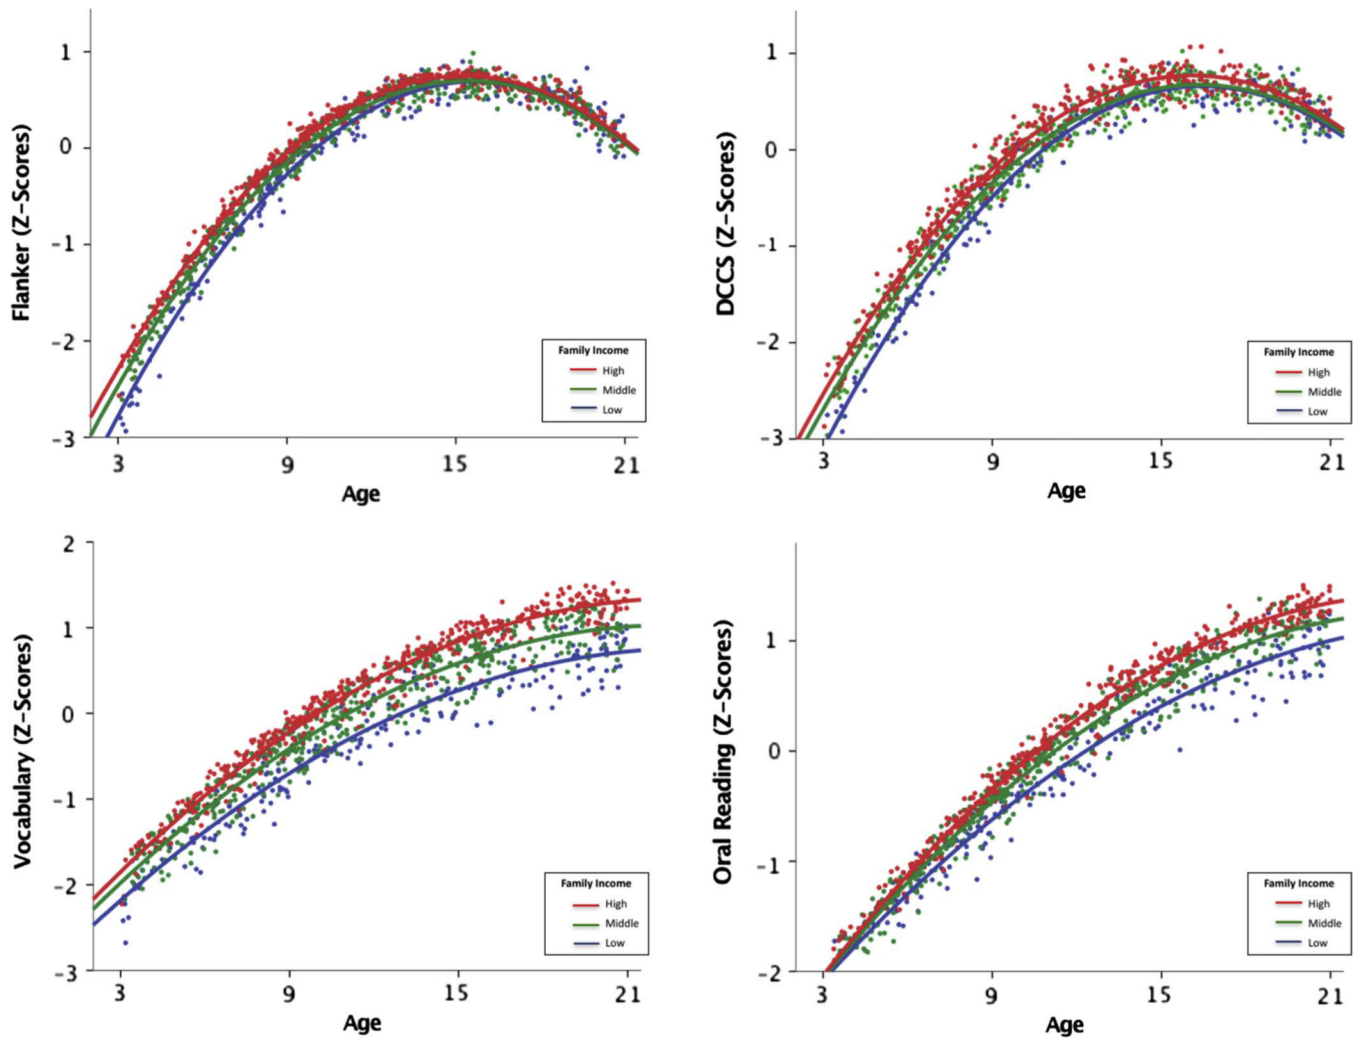 Flanker (Z-Scores)
1
0
-1
-2
-3
3 9 15 21
Age
Family Income
High
Middle
Low
DCCS (Z-Scores)
1
0
-1
-2
-3
3 9 15 21
Age
Family Income
High
Middle
Low
Vocabulary (Z-Scores)
2
1
0
-1
-2
-3
3 9 15 21
Age
Family Income
High
Middle
Low
Oral Reading (Z-Scores)
1
0
-1
-2
3 9 15 21
Age
Family Income
High
Middle
Low